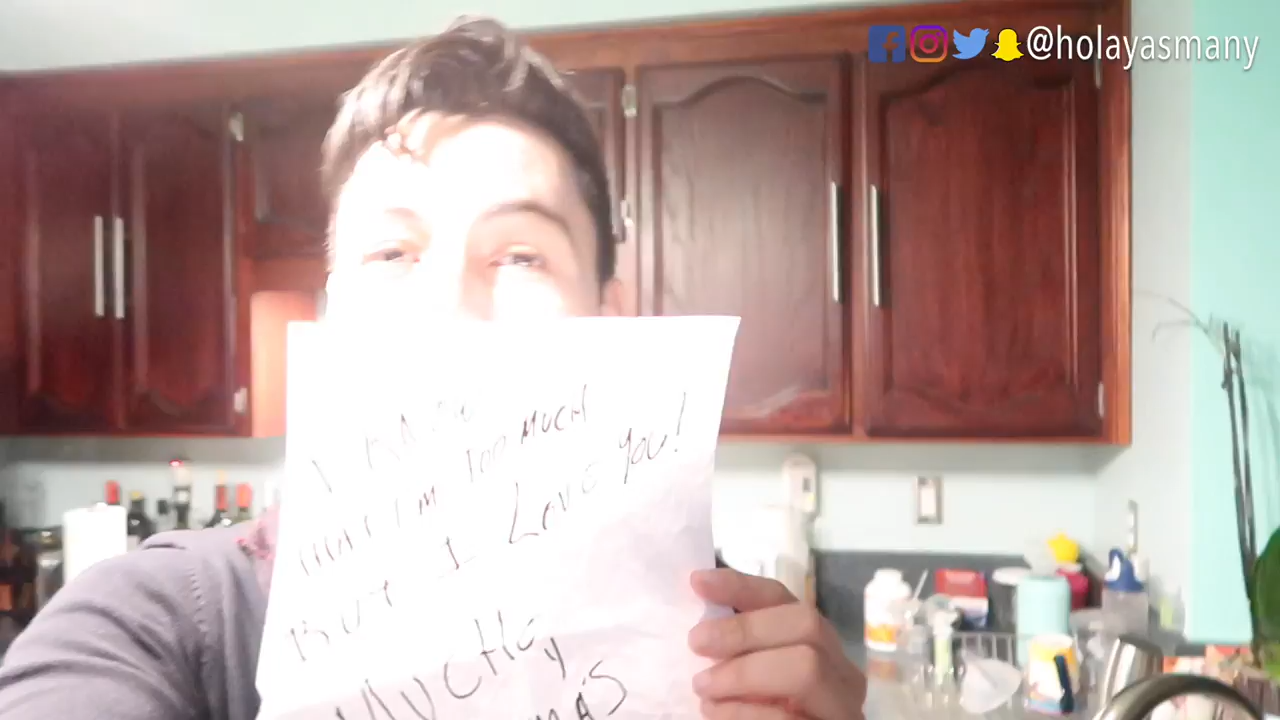 @holayasmany
I KNOW
THAT I'M TOO MUCH
BUT I LOVE YOU!
MUCHO
Y
MÁS